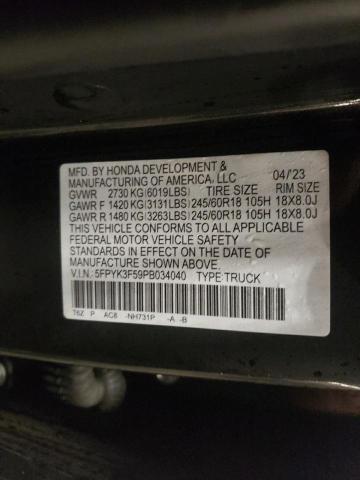 MFD. BY HONDA DEVELOPMENT & 04/'23
MANUFACTURING OF AMERICA, LLC
GVWR 2730 KG (6019LBS) TIRE SIZE RIM SIZE
GAWR F 1420 KG (3131LBS) 245/60R18 105H 18X8.0J
GAWR R 1480 KG (3263LBS) 245/60R18 105H 18X8.0J
THIS VEHICLE CONFORMS TO ALL APPLICABLE
FEDERAL MOTOR VEHICLE SAFETY
STANDARDS IN EFFECT ON THE DATE OF
MANUFACTURE SHOWN ABOVE.
V.I.N.: 5FPYK3F59PB034040 TYPE:TRUCK
T6Z P AC8 -NH731P -A -B